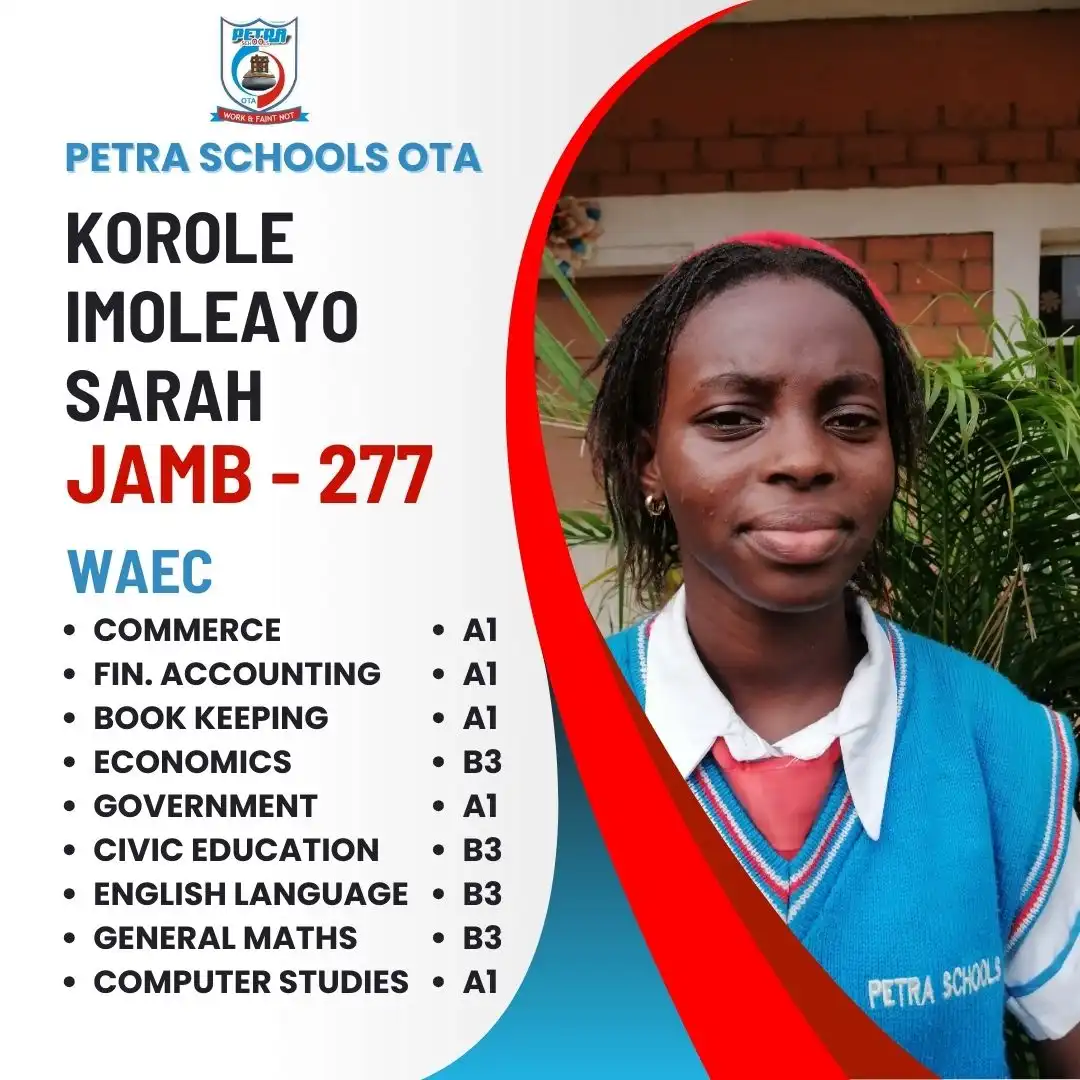 PETRA
SCHOOLS
OTA
WORK & FAINT NOT
PETRA SCHOOLS OTA
KOROLE
IMOLEAYO
SARAH
JAMB - 277
WAEC
• COMMERCE • A1
• FIN. ACCOUNTING • A1
• BOOK KEEPING • A1
• ECONOMICS • B3
• GOVERNMENT • A1
• CIVIC EDUCATION • B3
• ENGLISH LANGUAGE • B3
• GENERAL MATHS • B3
• COMPUTER STUDIES • A1
PETRA SCHOOLS